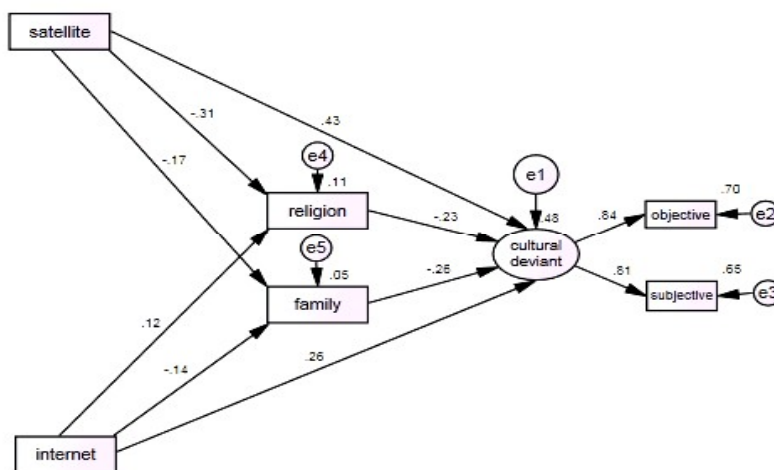 satellite
-.31
.43
-.17
e4
e1
.11
.70
religion
-.23
.48
.84
objective
e2
e5
cultural
deviant
.05
-.26
.81
.65
family
subjective
e3
.12
-.14
.26
internet